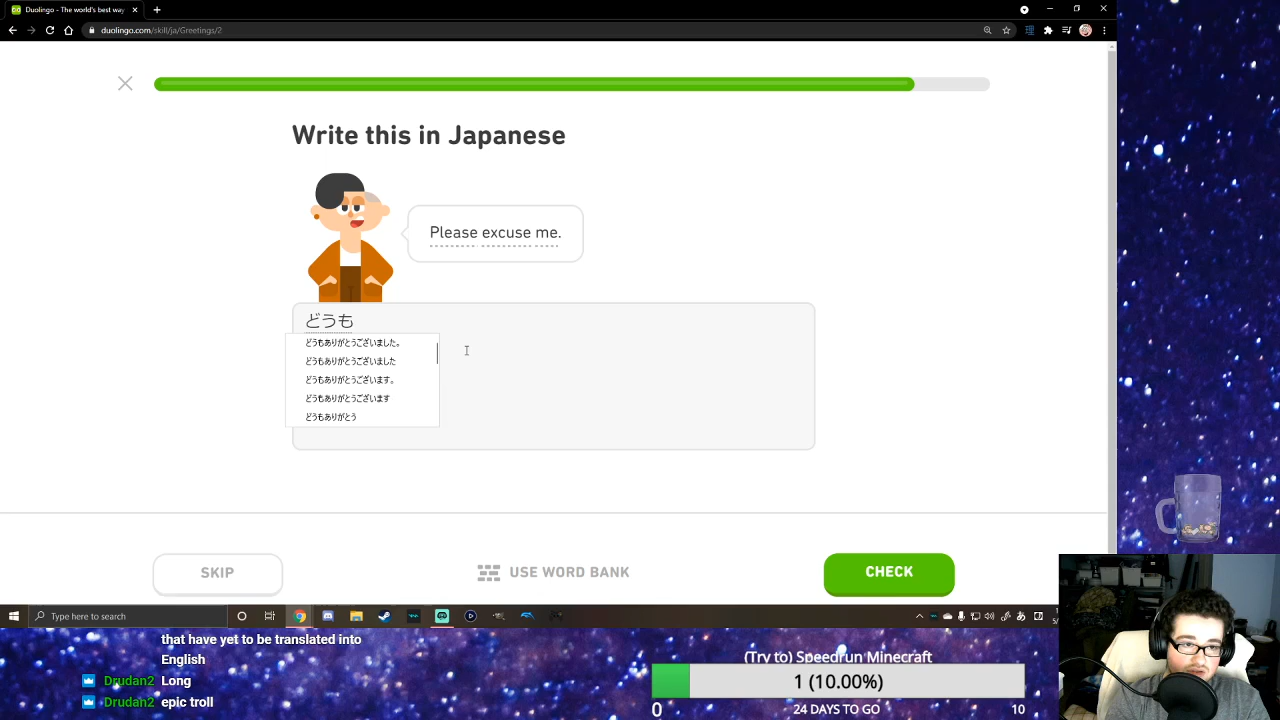 Duolingo - The world's best way
duolingo.com/skill/ja/Greetings/2
Write this in Japanese
Please excuse me.
どうも
どうもありがとうございました。
どうもありがとうございました
どうもありがとうございます。
どうもありがとうございます
どうもありがとう
SKIP
USE WORD BANK
CHECK
Type here to search
that have yet to be translated into
English
Drudan2 Long
Drudan2 epic troll
(Try to) Speedrun Minecraft
1 (10.00%)
0
24 DAYS TO GO
10